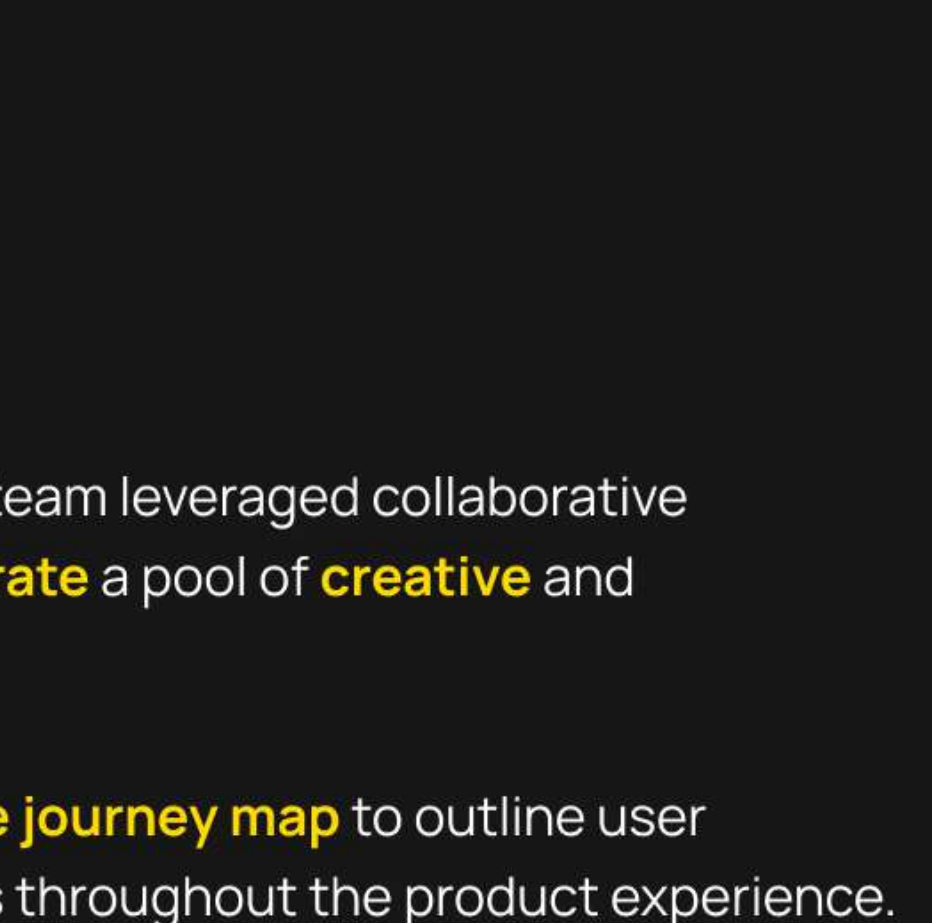 team leveraged collaborative
rate a pool of creative and
e journey map to outline user
s throughout the product experience.